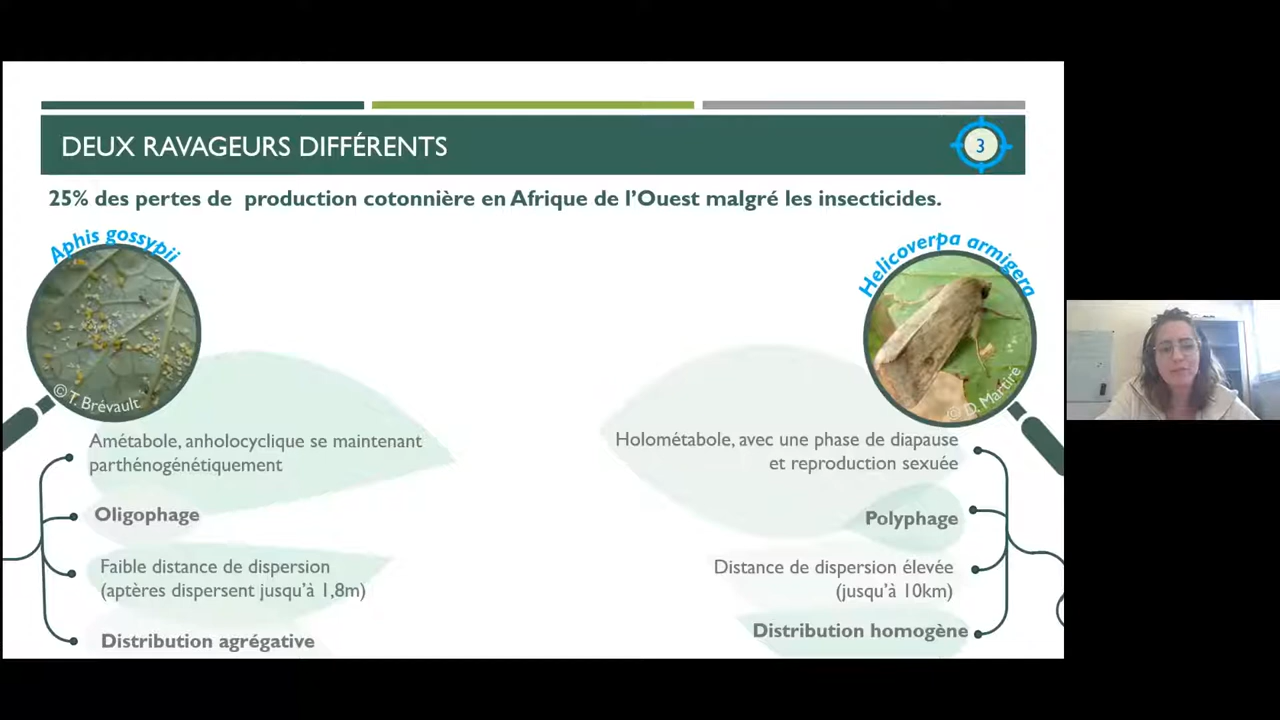 DEUX RAVAGEURS DIFFÉRENTS
3
25% des pertes de production cotonnière en Afrique de l'Ouest malgré les insecticides.
Aphis gossypii
© T. Brévault
Amétabole, anholocyclique se maintenant
parthénogénétiquement
Oligophage
Faible distance de dispersion
(aptères dispersent jusqu'à 1,8m)
Distribution agrégative
Helicoverpa armigera
© D. Martiré
Holométabole, avec une phase de diapause
et reproduction sexuée
Polyphage
Distance de dispersion élevée
(jusqu'à 10km)
Distribution homogène